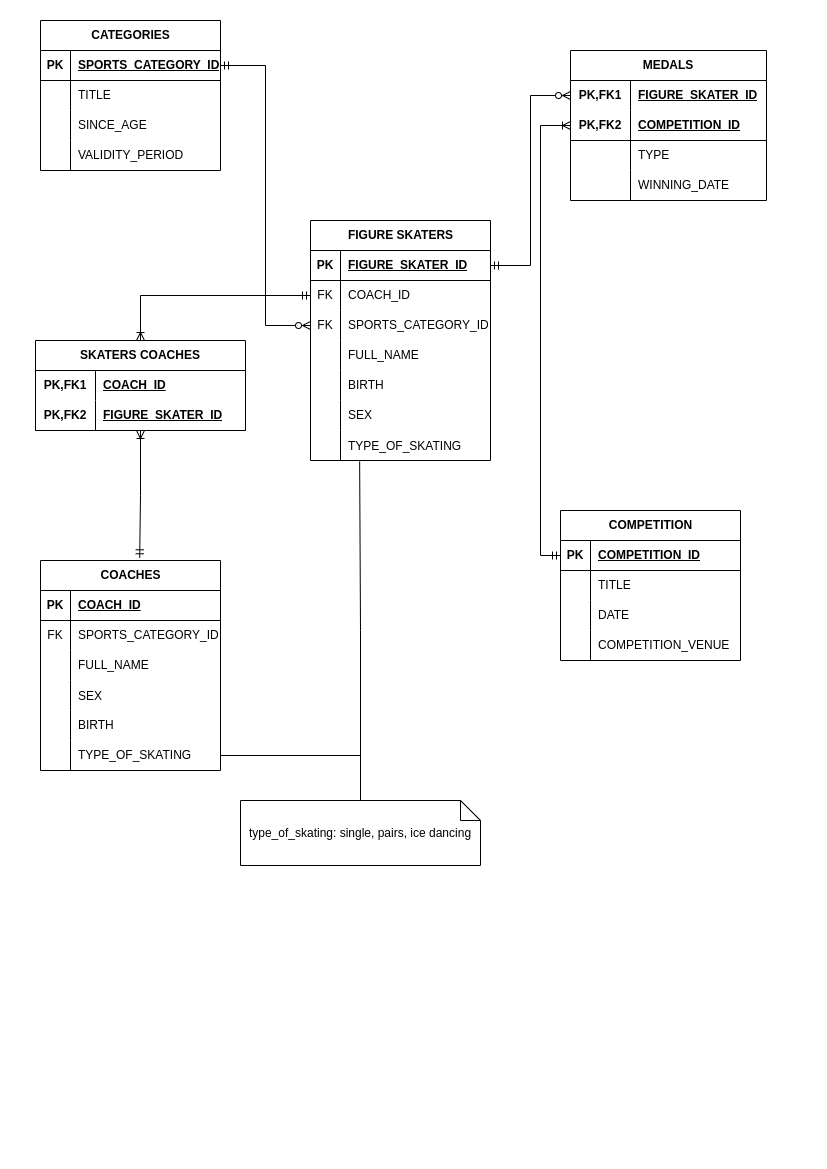 CATEGORIES
PK SPORTS_CATEGORY_ID
TITLE
SINCE_AGE
VALIDITY_PERIOD
MEDALS
PK,FK1 FIGURE_SKATER_ID
PK,FK2 COMPETITION_ID
TYPE
WINNING_DATE
FIGURE SKATERS
PK FIGURE_SKATER_ID
FK COACH_ID
FK SPORTS_CATEGORY_ID
FULL_NAME
BIRTH
SEX
TYPE_OF_SKATING
SKATERS COACHES
PK,FK1 COACH_ID
PK,FK2 FIGURE_SKATER_ID
COMPETITION
PK COMPETITION_ID
TITLE
DATE
COMPETITION_VENUE
COACHES
PK COACH_ID
FK SPORTS_CATEGORY_ID
FULL_NAME
SEX
BIRTH
TYPE_OF_SKATING
type_of_skating: single, pairs, ice dancing